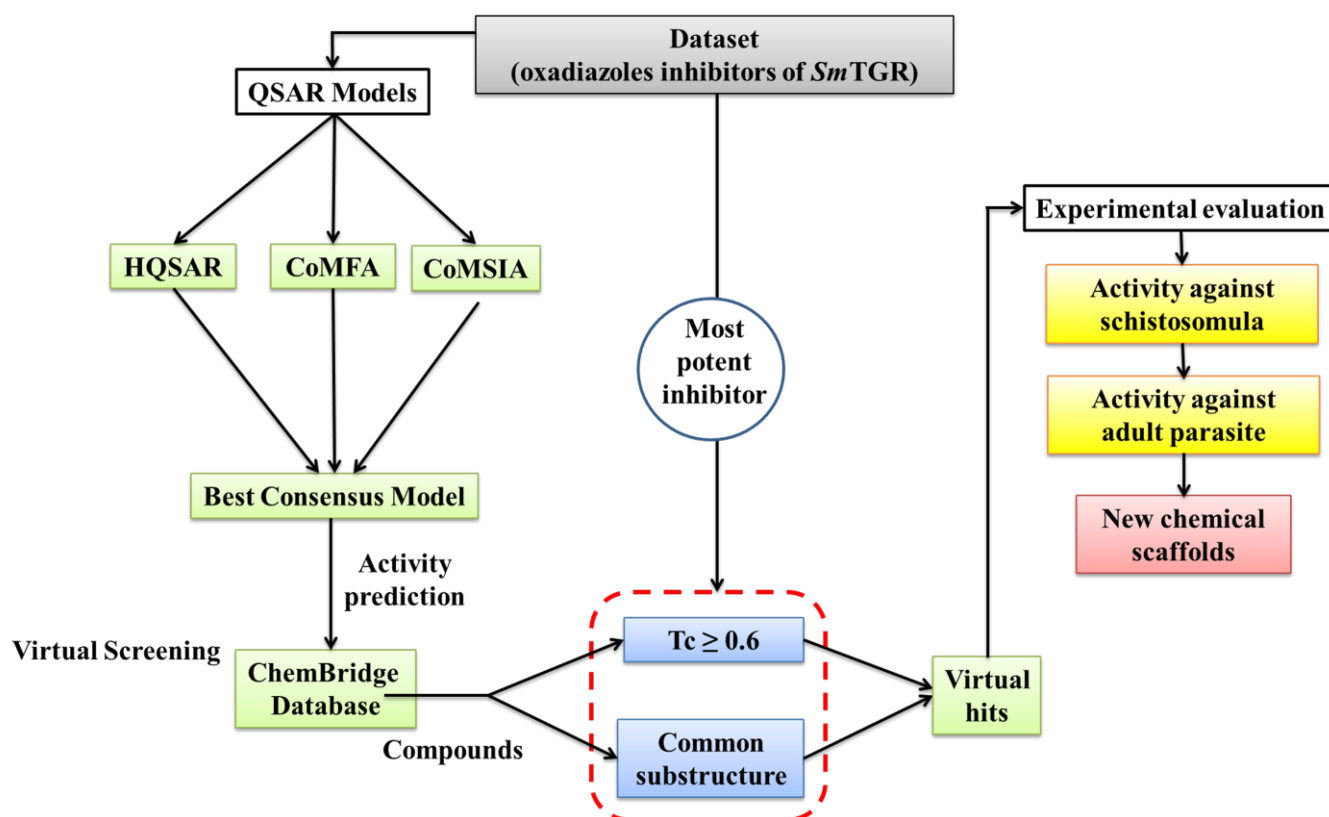 Dataset
(oxadiazoles inhibitors of SmTGR)
QSAR Models
HQSAR
CoMFA
CoMSIA
Most
potent
inhibitor
Best Consensus Model
Activity
prediction
Virtual Screening
ChemBridge
Database
Compounds
Tc ≥ 0.6
Common
substructure
Virtual
hits
Experimental evaluation
Activity against
schistosomula
Activity against
adult parasite
New chemical
scaffolds